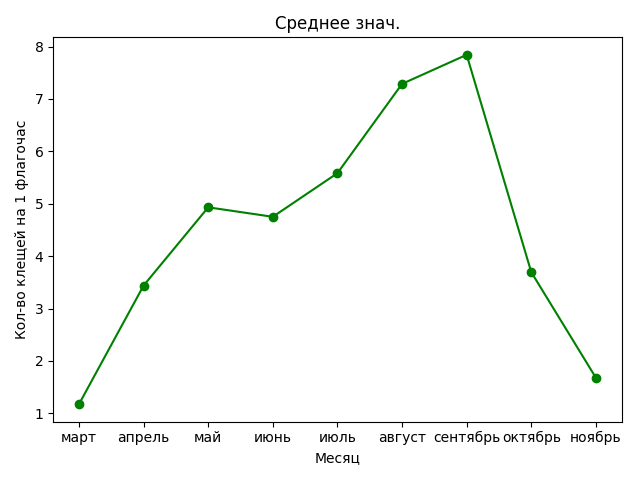 Среднее знач.
Кол-во клещей на 1 флагочас
8
7
6
5
4
3
2
1
март апрель май июнь июль август сентябрь октябрь ноябрь
Месяц